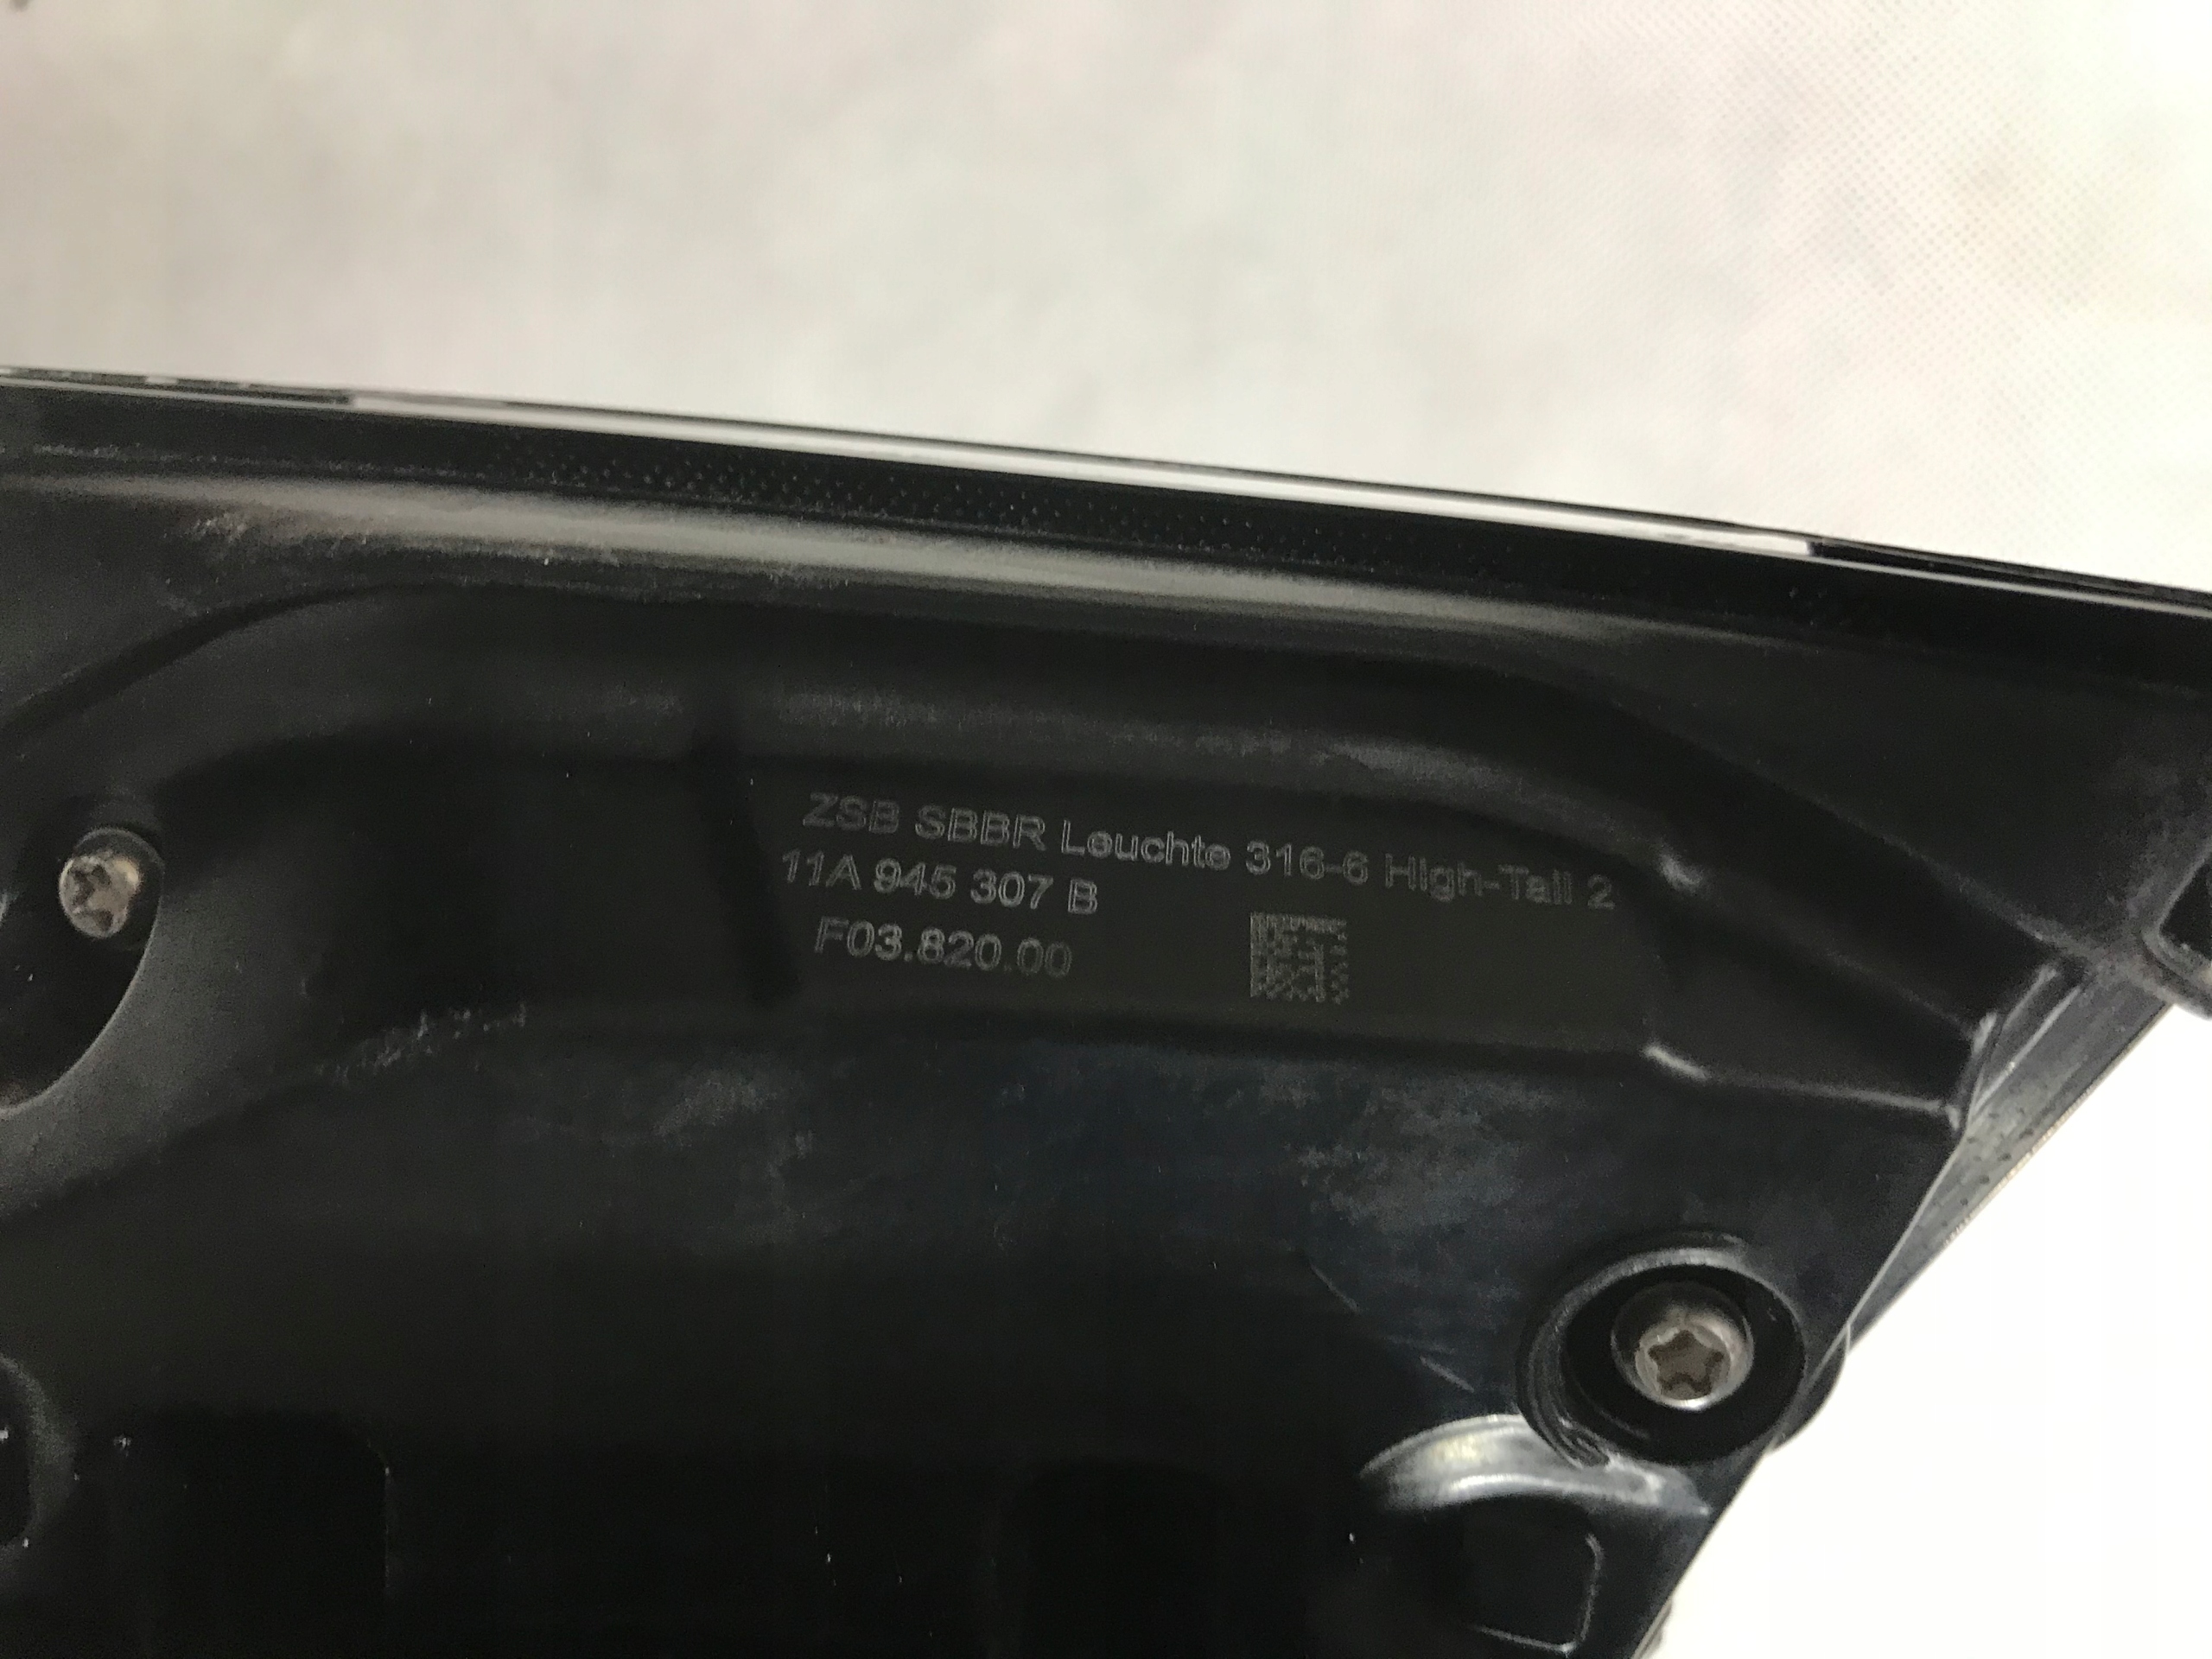 ZSB SBBR Leuchte 316-6 High-Tail 2
11A 945 307 B
F03.820.00